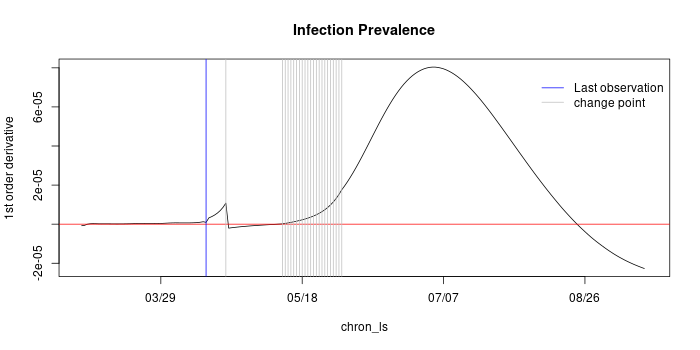 Infection Prevalence
1st order derivative
6e-05
2e-05
-2e-05
Last observation
change point
03/29
05/18
07/07
08/26
chron_ls